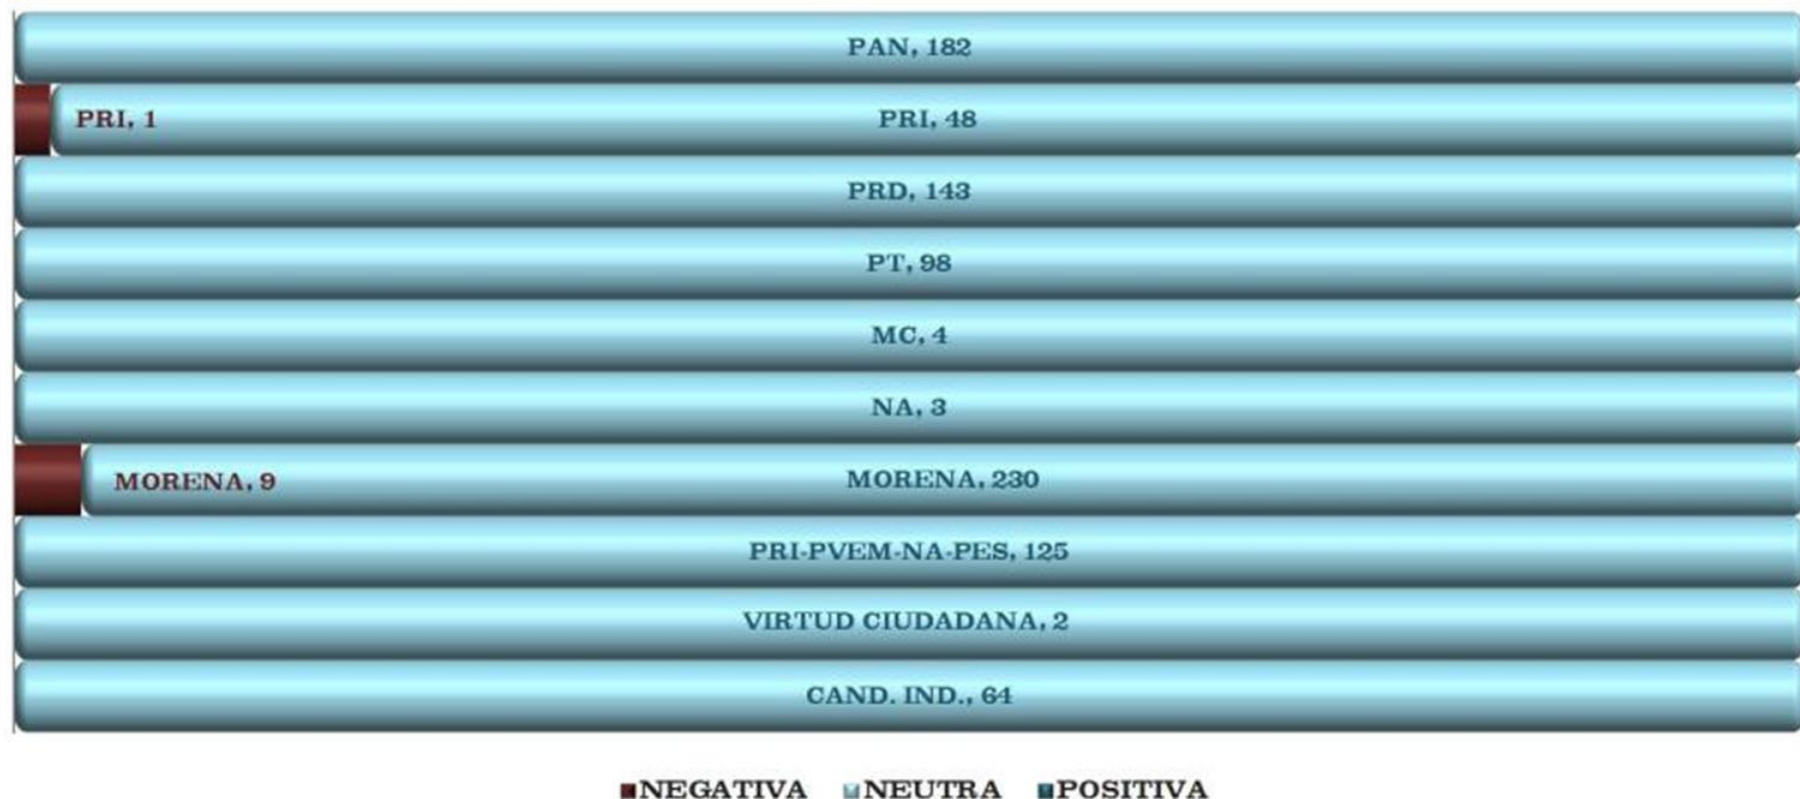 PAN, 182
PRI, 1 PRI, 48
PRD, 143
PT, 98
MC, 4
NA, 3
MORENA, 9 MORENA, 230
PRI-PVEM-NA-PES, 125
VIRTUD CIUDADANA, 2
CAND. IND., 64
NEGATIVA NEUTRA POSITIVA